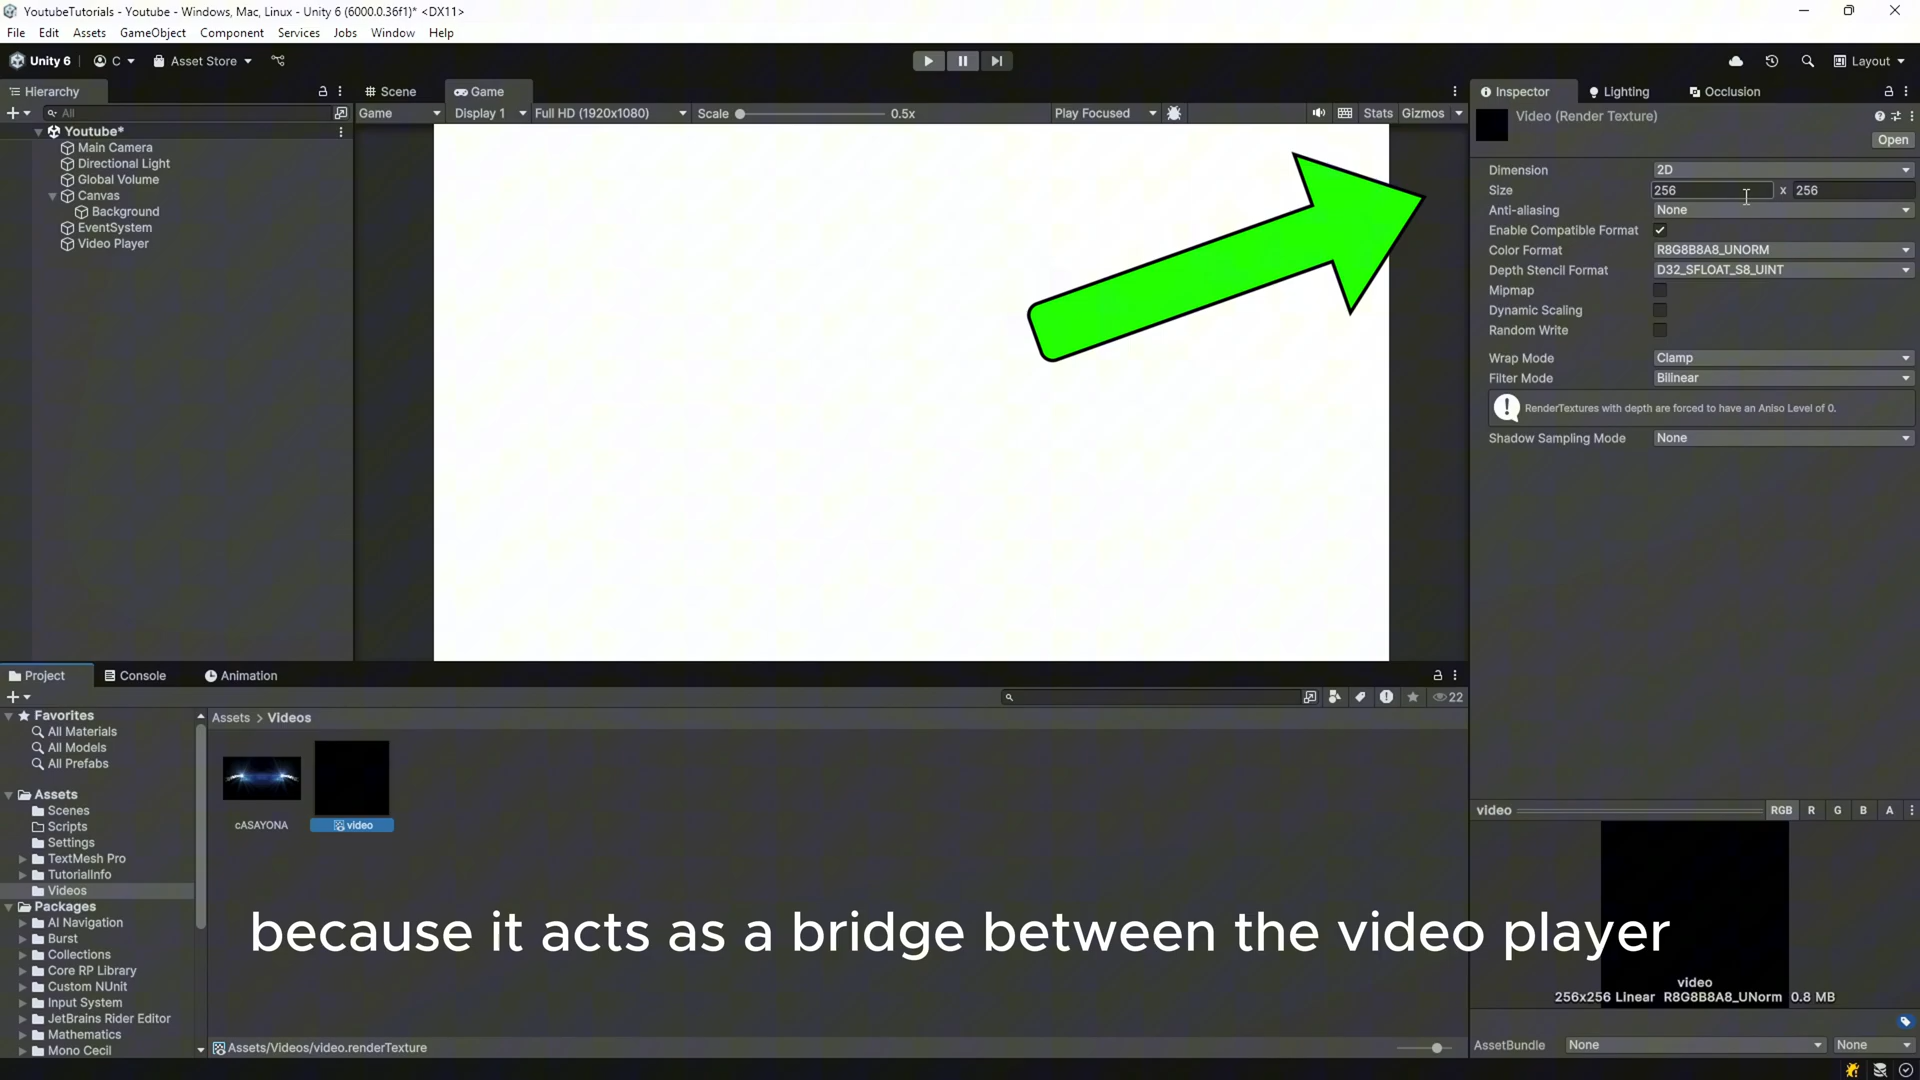 YoutubeTutorials - Youtube - Windows, Mac, Linux - Unity 6 (6000.0.36f1)* <DX11>
File Edit Assets GameObject Component Services Jobs Window Help
Unity 6 C Asset Store Layout
Hierarchy
All
Youtube*
Main Camera
Directional Light
Global Volume
Canvas
Background
EventSystem
Video Player
Scene Game
Game Display 1 Full HD (1920x1080) Scale 0.5x Play Focused Stats Gizmos
Inspector Lighting Occlusion
Video (Render Texture)
Open
Dimension 2D
Size 256 x 256
Anti-aliasing None
Enable Compatible Format
Color Format R8G8B8A8_UNORM
Depth Stencil Format D32_SFLOAT_S8_UINT
Mipmap
Dynamic Scaling
Random Write
Wrap Mode Clamp
Filter Mode Bilinear
RenderTextures with depth are forced to have an Aniso Level of 0.
Shadow Sampling Mode None
Project Console Animation
22
Favorites
All Materials
All Models
All Prefabs
Assets
Scenes
Scripts
Settings
TextMesh Pro
TutorialInfo
Videos
Packages
AI Navigation
Burst
Collections
Core RP Library
Custom NUnit
Input System
JetBrains Rider Editor
Mathematics
Mono Cecil
Assets > Videos
cASAYONA
video
because it acts as a bridge between the video player
Assets/Videos/video.renderTexture
video RGB R G B A
video
256x256 Linear R8G8B8A8_UNorm 0.8 MB
AssetBundle None None